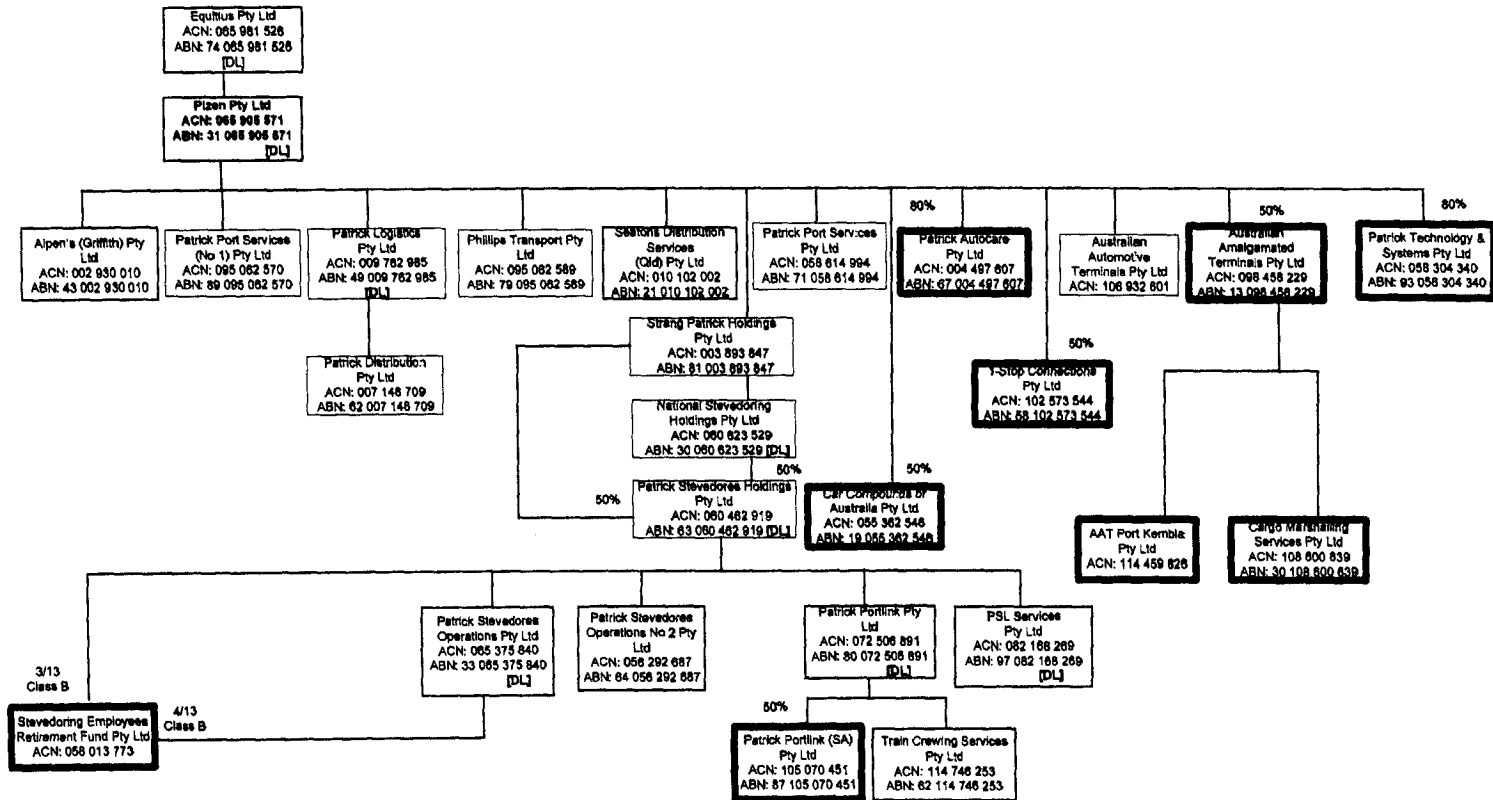 Equitius Pty Ltd
ACN: 065 981 526
ABN: 74 065 981 526
[DL]
Plzen Pty Ltd
ACN: 065 905 571
ABN: 31 065 905 571
[DL]
Alpen's (Griffith) Pty
Ltd
ACN: 002 930 010
ABN: 43 002 930 010
Patrick Port Services
(No 1) Pty Ltd
ACN: 095 062 570
ABN: 89 095 062 570
Patrick Logistics
Pty Ltd
ACN: 009 762 985
ABN: 49 009 762 985
[DL]
Phillips Transport Pty
Ltd
ACN: 095 082 589
ABN: 79 095 082 589
Seatons Distribution
Services
(Qld) Pty Ltd
ACN: 010 102 002
ABN: 21 010 102 002
Patrick Port Services
Pty Ltd
ACN: 058 614 994
ABN: 71 058 614 994
80%
Patrick Autocare
Pty Ltd
ACN: 004 497 607
ABN: 67 004 497 607
Australian
Automotive
Terminals Pty Ltd
ACN: 106 932 601
50%
Australian
Amalgamated
Terminals Pty Ltd
ACN: 098 458 229
ABN: 13 098 458 229
80%
Patrick Technology &
Systems Pty Ltd
ACN: 058 304 340
ABN: 93 058 304 340
Patrick Distribution
Pty Ltd
ACN: 007 148 709
ABN: 62 007 148 709
Strang Patrick Holdings
Pty Ltd
ACN: 003 893 847
ABN: 81 003 893 847
50%
1-Stop Connections
Pty Ltd
ACN: 102 573 544
ABN: 58 102 573 544
National Stevedoring
Holdings Pty Ltd
ACN: 060 623 529
ABN: 30 060 623 529 [DL]
50%
50%
Patrick Stevedores Holdings
Pty Ltd
ACN: 060 462 919
ABN: 63 060 462 919 [DL]
50%
Car Compounds of
Australia Pty Ltd
ACN: 055 362 546
ABN: 19 055 362 546
AAT Port Kembla
Pty Ltd
ACN: 114 459 626
Cargo Marshalling
Services Pty Ltd
ACN: 108 600 639
ABN: 30 108 600 639
Patrick Stevedores
Operations Pty Ltd
ACN: 065 375 840
ABN: 33 065 375 840
[DL]
Patrick Stevedores
Operations No 2 Pty
Ltd
ACN: 056 292 687
ABN: 64 056 292 687
Patrick Portlink Pty
Ltd
ACN: 072 506 891
ABN: 80 072 506 891
[DL]
PSL Services
Pty Ltd
ACN: 082 168 269
ABN: 97 082 168 269
[DL]
3/13
Class B
4/13
Class B
Stevedoring Employees
Retirement Fund Pty Ltd
ACN: 058 013 773
50%
Patrick Portlink (SA)
Pty Ltd
ACN: 105 070 451
ABN: 87 105 070 451
Train Crewing Services
Pty Ltd
ACN: 114 746 253
ABN: 62 114 746 253